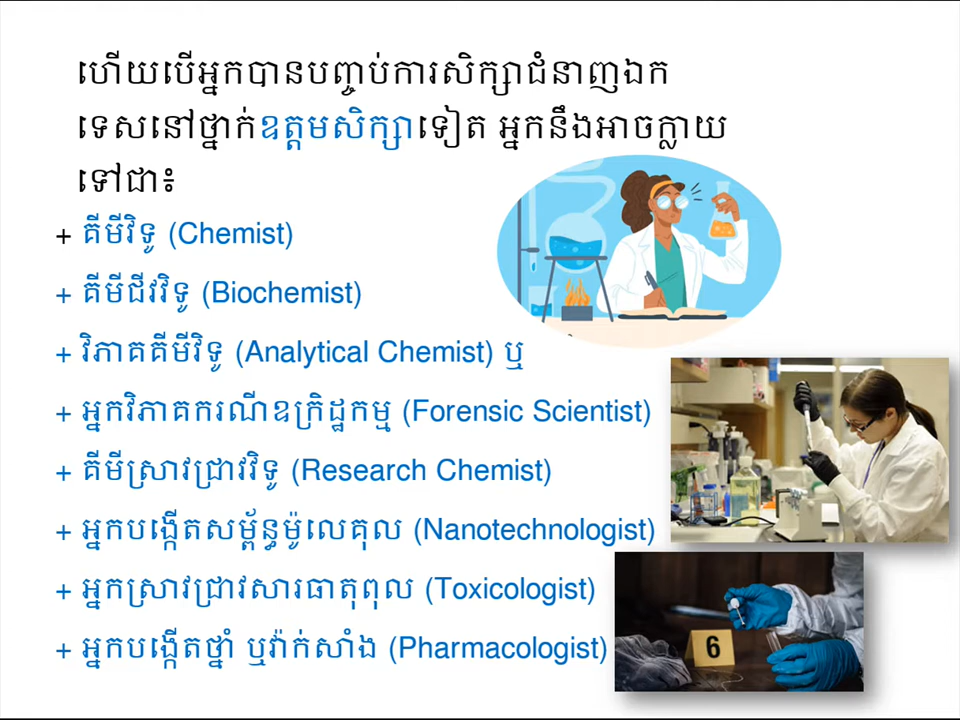 ហើយបើអ្នកបានបញ្ចប់ការសិក្សាជំនាញឯក
ទេសនៅថ្នាក់ឧត្តមសិក្សាទៀត អ្នកនឹងអាចក្លាយ
ទៅជា៖
+ គីមីវិទូ (Chemist)
+ គីមីជីវវិទូ (Biochemist)
+ វិភាគគីមីវិទូ (Analytical Chemist) ឬ
+ អ្នកវិភាគករណីឧក្រិដ្ឋកម្ម (Forensic Scientist)
+ គីមីស្រាវជ្រាវវិទូ (Research Chemist)
+ អ្នកបង្កើតសម្ព័ន្ធម៉ូលេគុល (Nanotechnologist)
+ អ្នកស្រាវជ្រាវសារធាតុពុល (Toxicologist)
+ អ្នកបង្កើតថ្នាំ ឬវ៉ាក់សាំង (Pharmacologist)
6